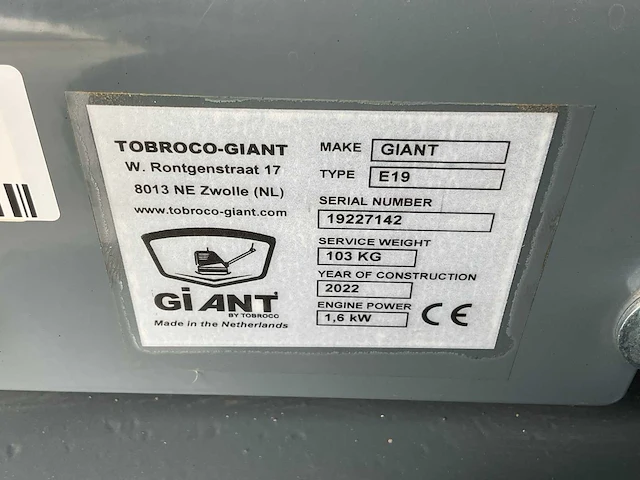 TOBROCO-GIANT
W. Rontgenstraat 17
8013 NE Zwolle (NL)
www.tobroco-giant.com
GiANT
BY TOBROCO
Made in the Netherlands
MAKE GIANT
TYPE E19
SERIAL NUMBER
19227142
SERVICE WEIGHT
103 KG
YEAR OF CONSTRUCTION
2022
ENGINE POWER
1,6 kW
CE